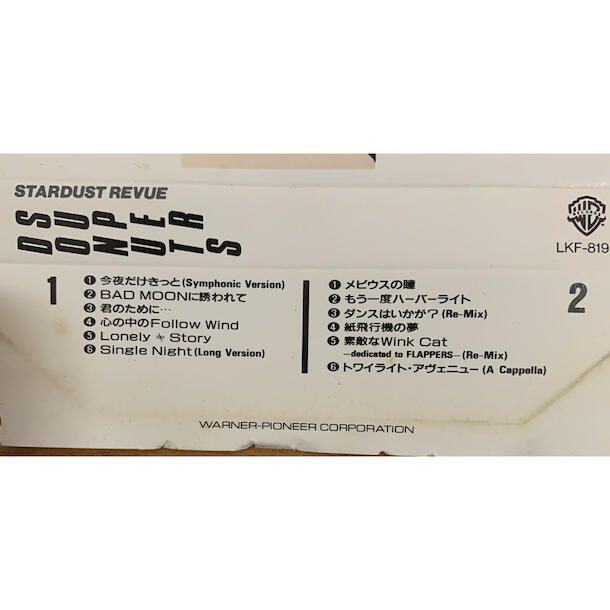 STARDUST REVUE
SUPER
DONUTS
WB
RECORDS
LKF-819
1
❶ 今夜だけきっと(Symphonic Version)
❷ BAD MOONに誘われて
❸ 君のために…
❹ 心の中のFollow Wind
❺ Lonely キ Story
❻ Single Night(Long Version)
❶ メビウスの瞳
❷ もう一度ハーバーライト
❸ ダンスはいかが? (Re-Mix)
❹ 紙飛行機の夢
❺ 素敵なWink Cat
—dedicated to FLAPPERS—(Re-Mix)
❻ トワイライト・アヴェニュー(A Cappella)
2
WARNER-PIONEER CORPORATION